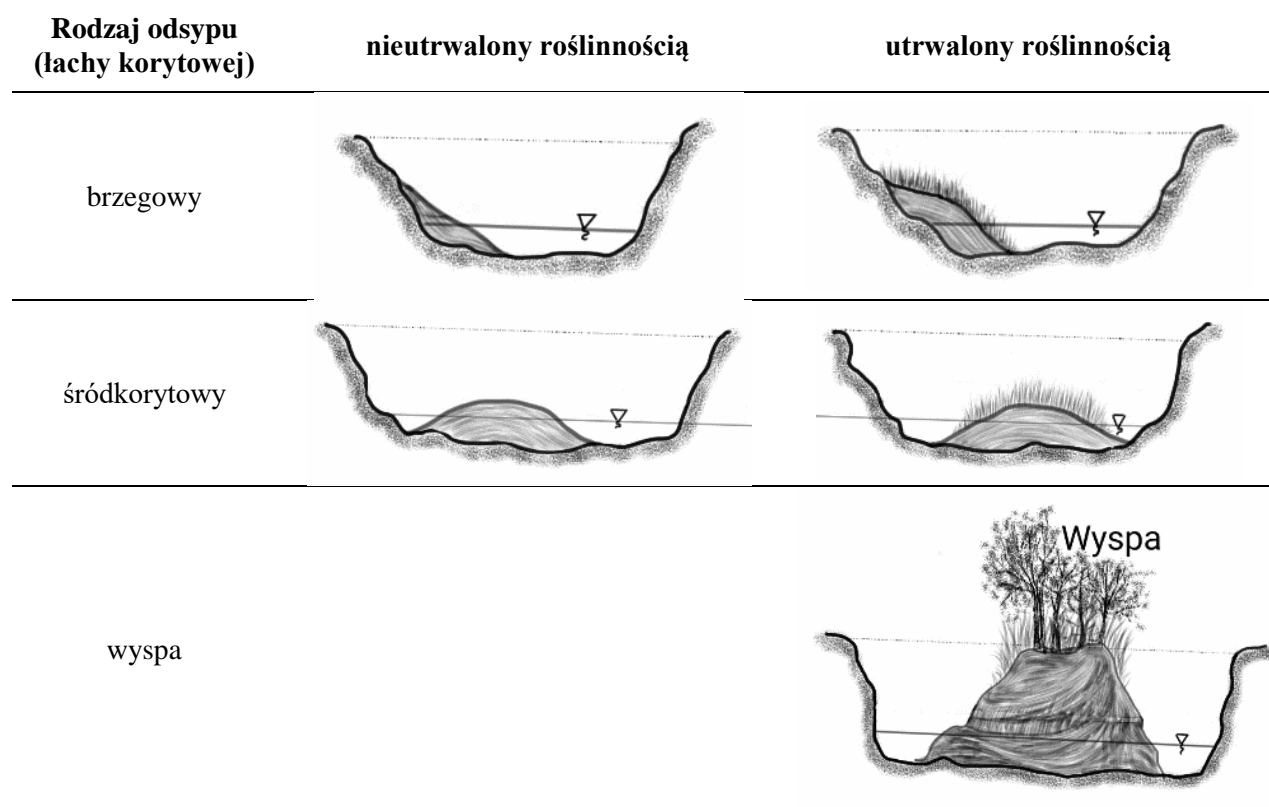 Rodzaj odsypu
(łachy korytowej)
nieutrwalony roślinnością
utrwalony roślinnością
brzegowy
śródkorytowy
wyspa
Wyspa